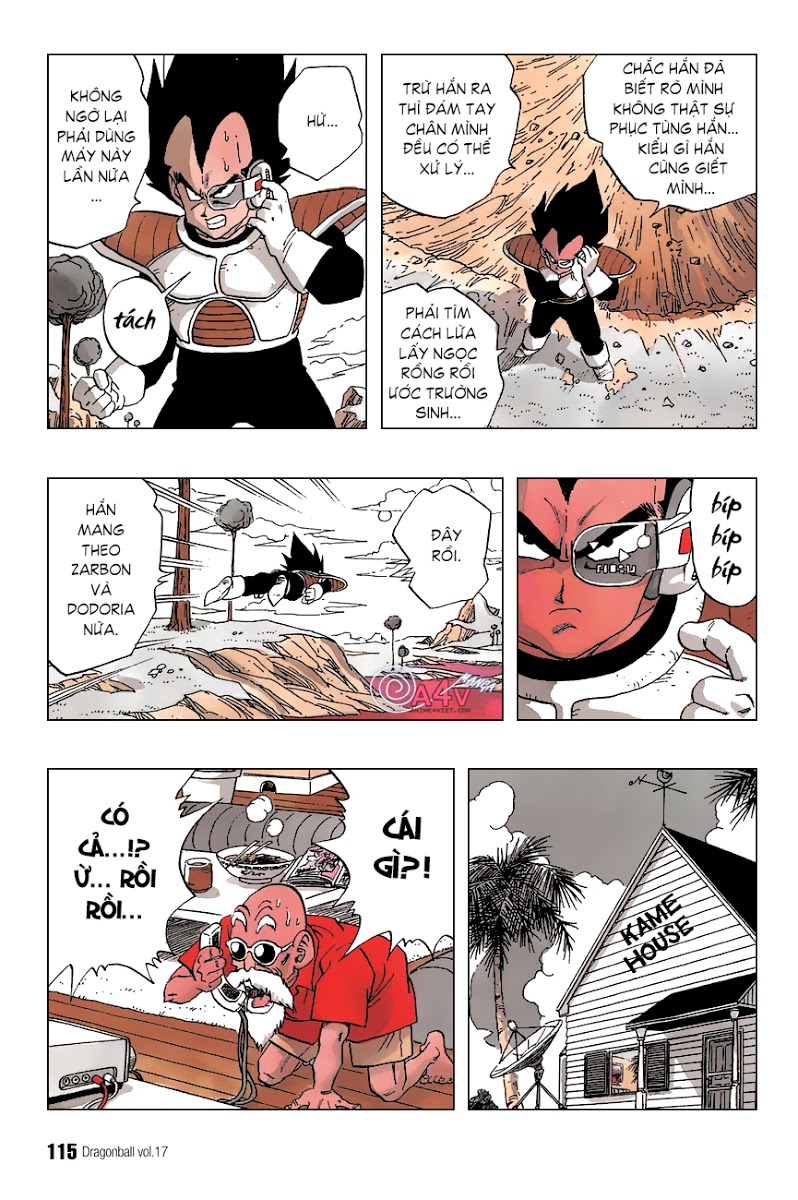 CHẮC HẮN ĐÃ
BIẾT RÕ MÌNH
KHÔNG THẬT SỰ
PHỤC TÙNG HẮN...
KIỂU GÌ HẮN
CŨNG GIẾT
MÌNH...
TRỪ HẮN RA
THÌ ĐÁM TAY
CHÂN MÌNH
ĐỀU CÓ THỂ
XỬ LÝ...
PHẢI TÌM
CÁCH LỪA
LẤY NGỌC
RỒNG RỒI
ƯỚC TRƯỜNG
SINH...
HỪ...
KHÔNG
NGỜ LẠI
PHẢI DÙNG
MÁY NÀY
LẦN NỮA
...
tách
bíp
bíp
bíp
ĐÂY
RỒI.
HẮN
MANG
THEO
ZARBON
VÀ
DODORIA
NỮA.
A4V
MANGA
ANIME4VIET.COM
KAME
HOUSE
CÁI
GÌ?!
CÓ
CẢ...!?
Ừ... RỒI
RỒI...
115 Dragonball vol.17